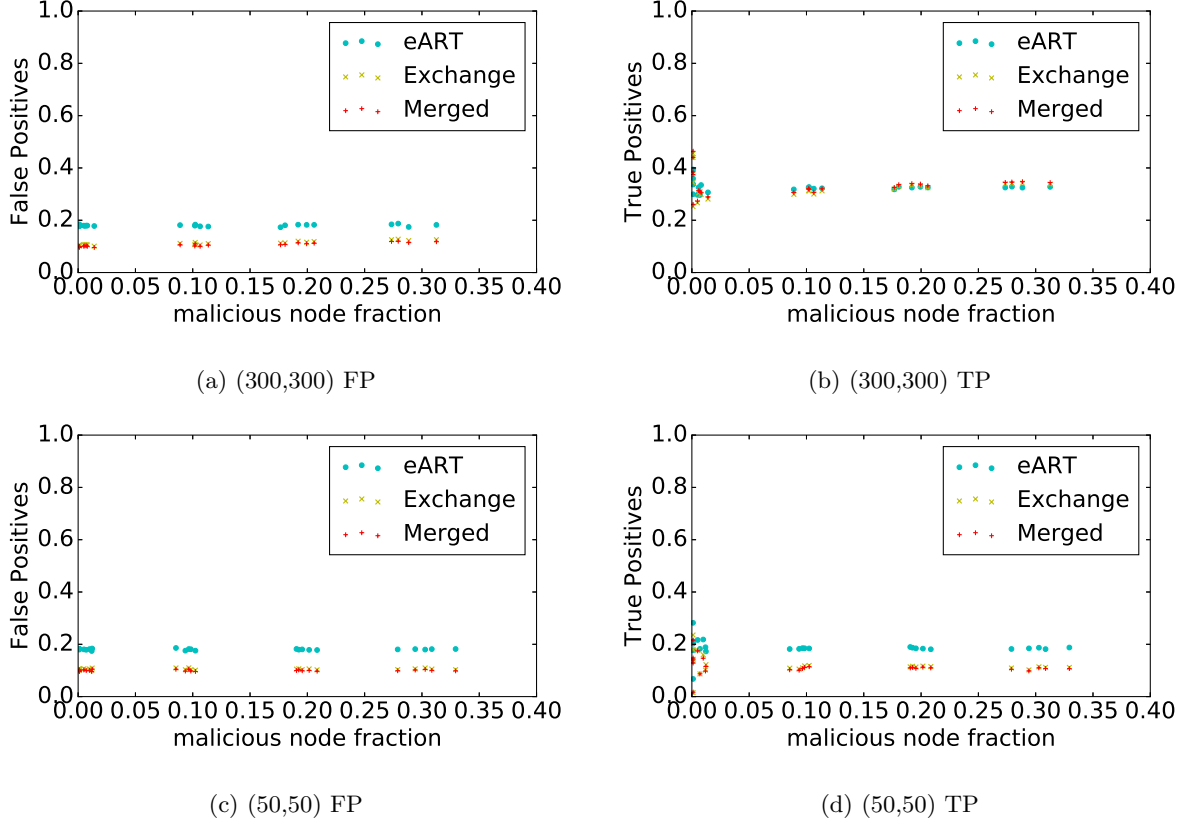 1.0
0.8
0.6
0.4
0.2
0.0
False Positives
eART
Exchange
Merged
0.00 0.05 0.10 0.15 0.20 0.25 0.30 0.35 0.40
malicious node fraction
(a) (300,300) FP
1.0
0.8
0.6
0.4
0.2
0.0
True Positives
eART
Exchange
Merged
0.00 0.05 0.10 0.15 0.20 0.25 0.30 0.35 0.40
malicious node fraction
(b) (300,300) TP
1.0
0.8
0.6
0.4
0.2
0.0
False Positives
eART
Exchange
Merged
0.00 0.05 0.10 0.15 0.20 0.25 0.30 0.35 0.40
malicious node fraction
(c) (50,50) FP
1.0
0.8
0.6
0.4
0.2
0.0
True Positives
eART
Exchange
Merged
0.00 0.05 0.10 0.15 0.20 0.25 0.30 0.35 0.40
malicious node fraction
(d) (50,50) TP